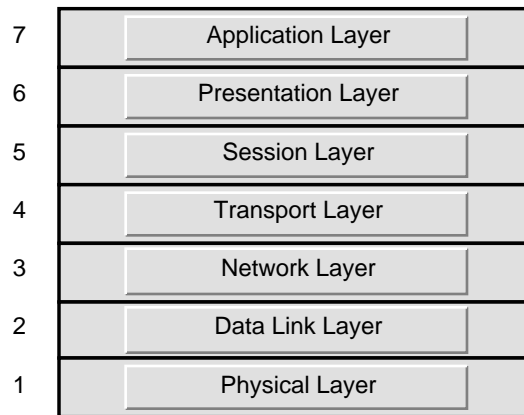 7 Application Layer
6 Presentation Layer
5 Session Layer
4 Transport Layer
3 Network Layer
2 Data Link Layer
1 Physical Layer